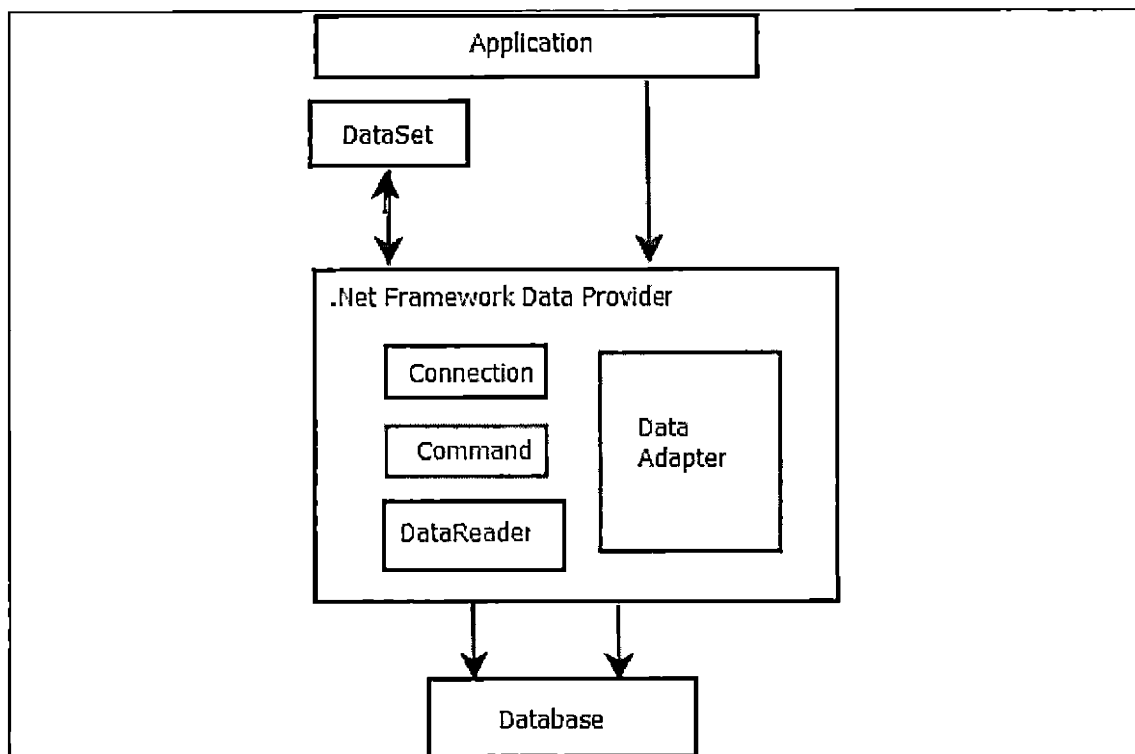 Application
DataSet
.Net Framework Data Provider
Connection
Command
DataReader
Data
Adapter
Database